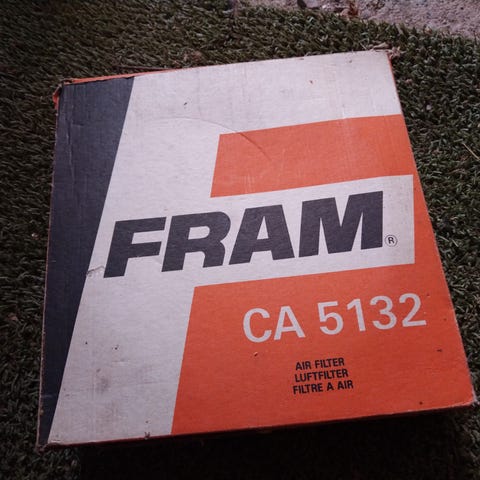 FRAM®
CA 5132
AIR FILTER
LUFTFILTER
FILTRE A AIR